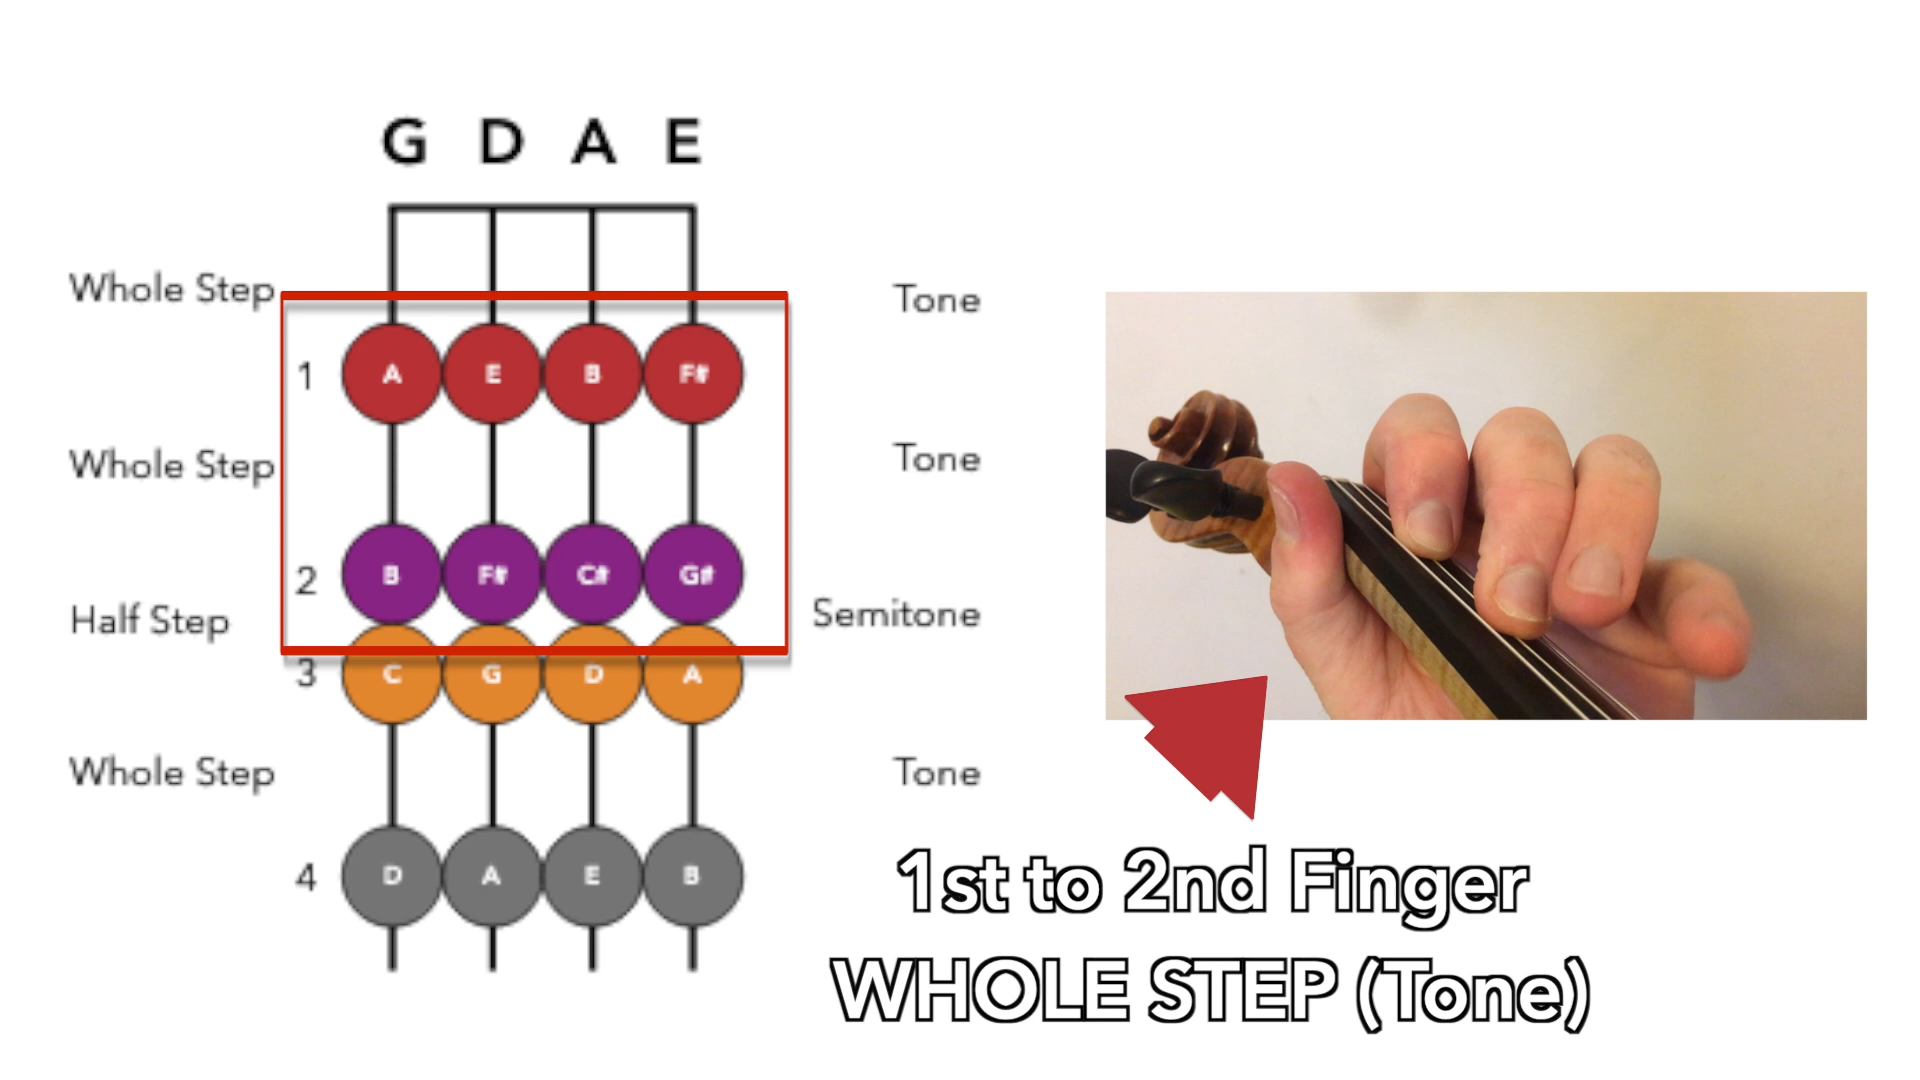 G D A E
Whole Step Tone
1 A E B F#
Whole Step Tone
2 B F# C# G#
Half Step Semitone
3 C G D A
Whole Step Tone
4 D A E B
1st to 2nd Finger
WHOLE STEP (Tone)